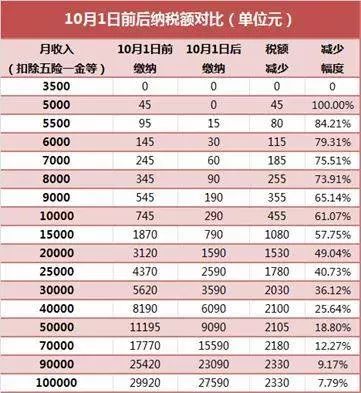 10月1日前后纳税额对比（单位元）
月收入 10月1日前 10月1日后 税额 减少
（扣除五险一金等） 缴纳 缴纳 减少 幅度
3500 0 0 0 0
5000 45 0 45 100.00%
5500 95 15 80 84.21%
6000 145 30 115 79.31%
7000 245 60 185 75.51%
8000 345 90 255 73.91%
9000 545 190 355 65.14%
10000 745 290 455 61.07%
15000 1870 790 1080 57.75%
20000 3120 1590 1530 49.04%
25000 4370 2590 1780 40.73%
30000 5620 3590 2030 36.12%
40000 8190 6090 2100 25.64%
50000 11195 9090 2105 18.80%
70000 17770 15590 2180 12.27%
90000 25420 23090 2330 9.17%
100000 29920 27590 2330 7.79%